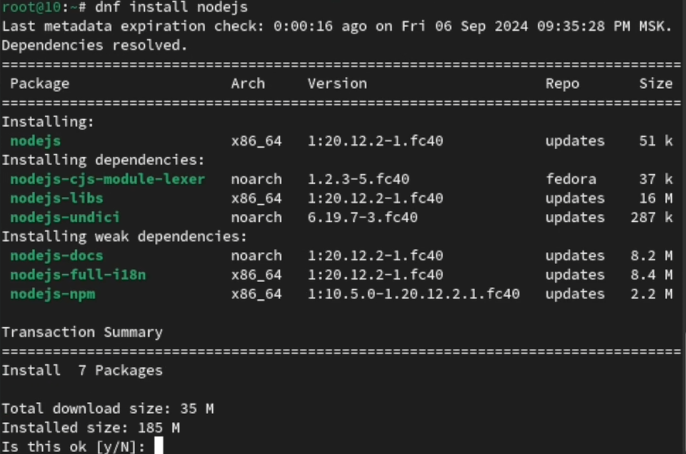 root@10:~# dnf install nodejs
Last metadata expiration check: 0:00:16 ago on Fri 06 Sep 2024 09:35:28 PM MSK.
Dependencies resolved.
================================================================================
 Package                   Arch     Version                     Repo      Size
================================================================================
Installing:
 nodejs                    x86_64   1:20.12.2-1.fc40            updates   51 k
Installing dependencies:
 nodejs-cjs-module-lexer   noarch   1.2.3-5.fc40                fedora    37 k
 nodejs-libs               x86_64   1:20.12.2-1.fc40            updates   16 M
 nodejs-undici             noarch   6.19.7-3.fc40               updates  287 k
Installing weak dependencies:
 nodejs-docs               noarch   1:20.12.2-1.fc40            updates  8.2 M
 nodejs-full-i18n          x86_64   1:20.12.2-1.fc40            updates  8.4 M
 nodejs-npm                x86_64   1:10.5.0-1.20.12.2.1.fc40   updates  2.2 M
Transaction Summary
================================================================================
Install  7 Packages
Total download size: 35 M
Installed size: 185 M
Is this ok [y/N]: